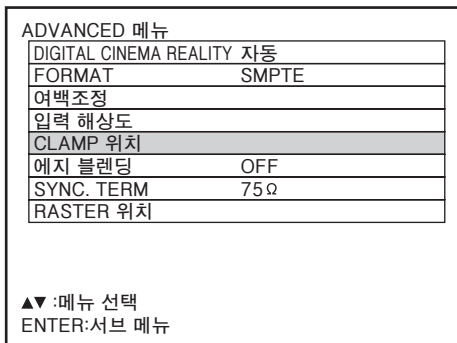 ADVANCED 메뉴
DIGITAL CINEMA REALITY 자동
FORMAT SMPTE
여백조정
입력 해상도
CLAMP 위치
에지 블렌딩 OFF
SYNC. TERM 75Ω
RASTER 위치
▲▼ :메뉴 선택
ENTER:서브 메뉴